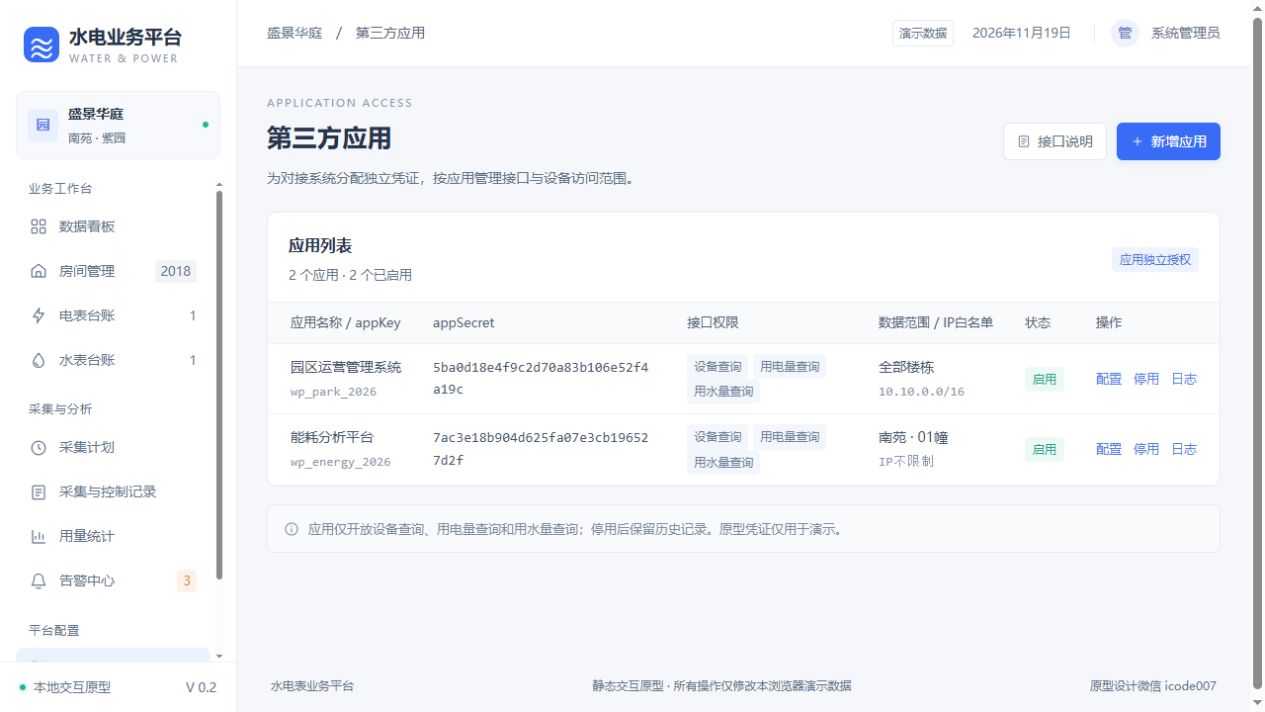 水电业务平台
WATER & POWER
园
盛景华庭
南苑 · 紫园
业务工作台
数据看板
房间管理 2018
电表台账 1
水表台账 1
采集与分析
采集计划
采集与控制记录
用量统计
告警中心 3
平台配置
本地交互原型 V 0.2
盛景华庭 / 第三方应用
演示数据 2026年11月19日 管 系统管理员
APPLICATION ACCESS
第三方应用
为对接系统分配独立凭证，按应用管理接口与设备访问范围。
接口说明 + 新增应用
应用列表
2 个应用 · 2 个已启用
应用独立授权
应用名称 / appKey appSecret 接口权限 数据范围 / IP白名单 状态 操作
园区运营管理系统 5ba0d18e4f9c2d70a83b106e52f4 设备查询 用电量查询 全部楼栋 启用 配置 停用 日志
wp_park_2026 a19c 用水量查询 10.10.0.0/16
能耗分析平台 7ac3e18b904d625fa07e3cb19652 设备查询 用电量查询 南苑 · 01幢 启用 配置 停用 日志
wp_energy_2026 7d2f 用水量查询 IP不限制
应用仅开放设备查询、用电量查询和用水量查询；停用后保留历史记录。原型凭证仅用于演示。
水电表业务平台 静态交互原型 · 所有操作仅修改本浏览器演示数据 原型设计微信 icode007